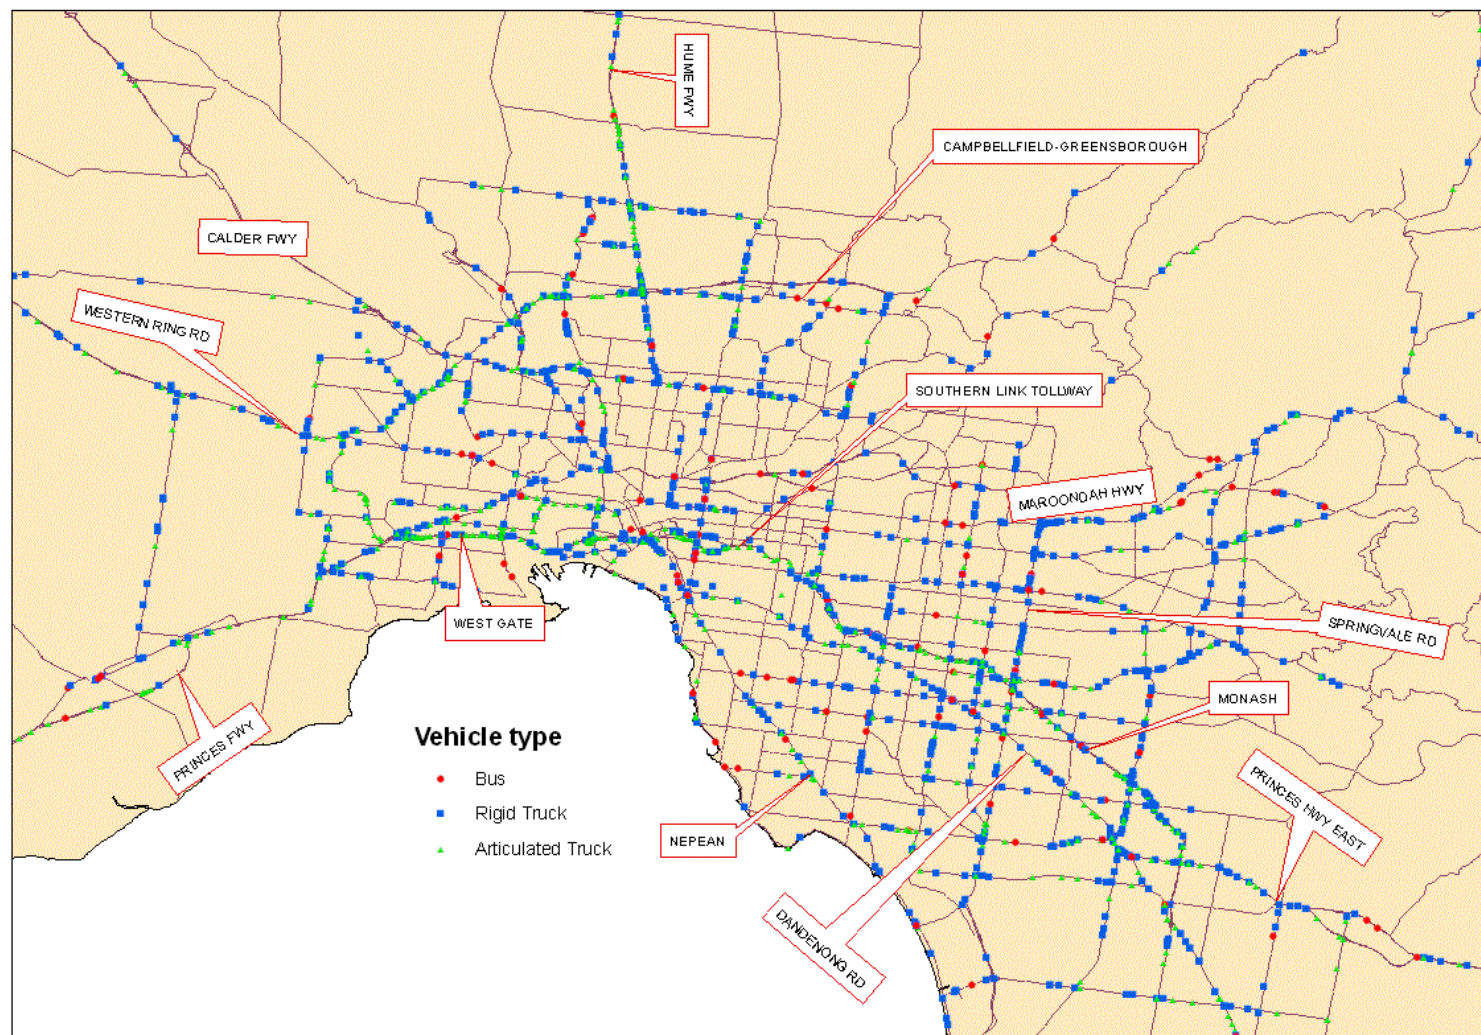 HUME FWY
CAMPBELLFIELD-GREENSBOROUGH
CALDER FWY
WESTERN RING RD
SOUTHERN LINK TOLLWAY
MAROONDAH HWY
WEST GATE
SPRINGVALE RD
MONASH
PRINCES FWY
Vehicle type
Bus
Rigid Truck
Articulated Truck
NEPEAN
PRINCES HWY EAST
DANDENONG RD